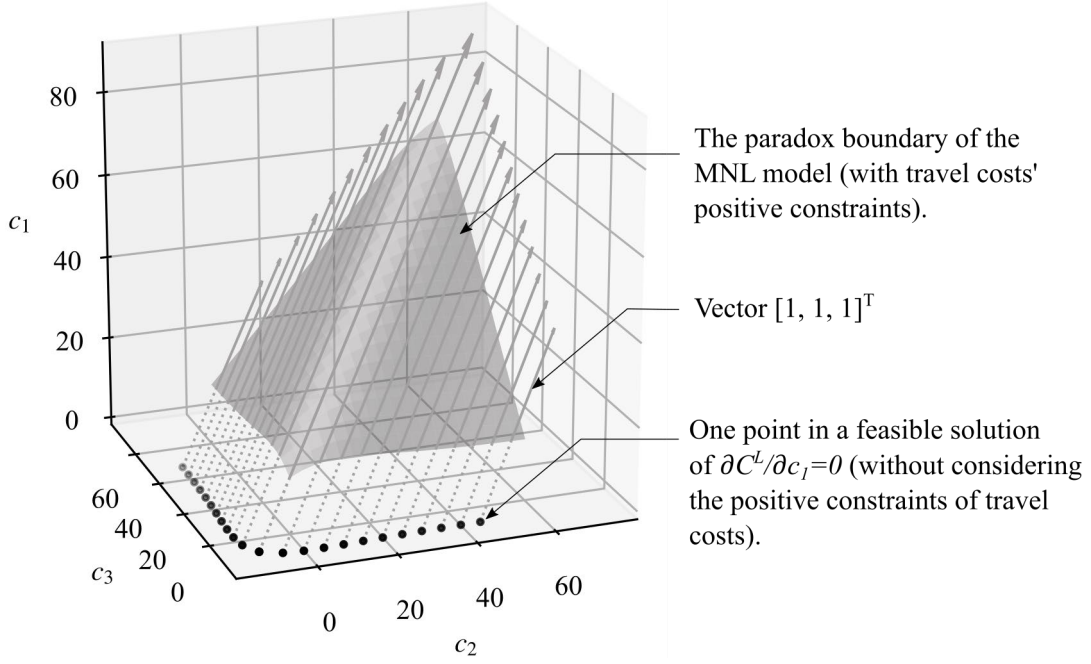 80
60
40
20
0
c1
The paradox boundary of the
MNL model (with travel costs'
positive constraints).
Vector [1, 1, 1]ᵀ
One point in a feasible solution
of ∂Cᴸ/∂c₁=0 (without considering
the positive constraints of travel
costs).
60
40
20
0
c₃
0
20
40
60
c₂